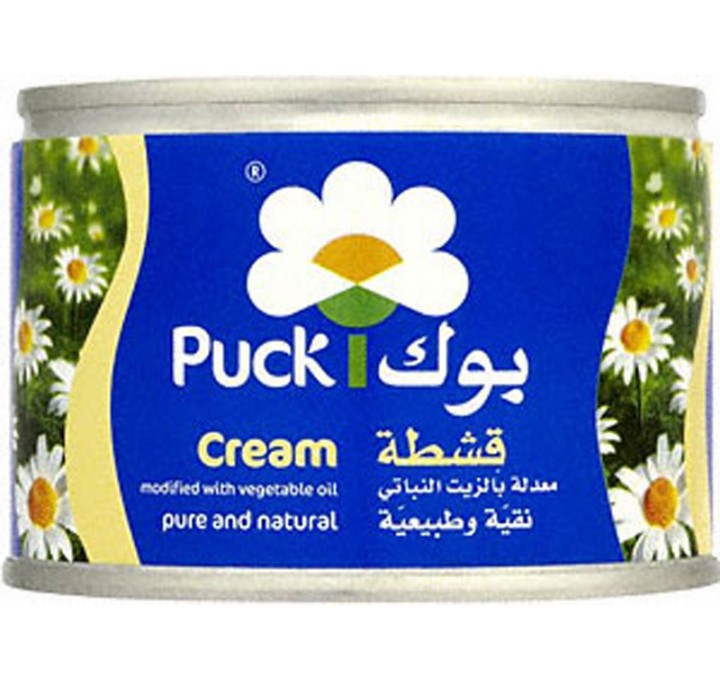 ®
Puck بوك
Cream قشطة
modified with vegetable oil معدلة بالزيت النباتي
pure and natural نقيّة وطبيعيّة